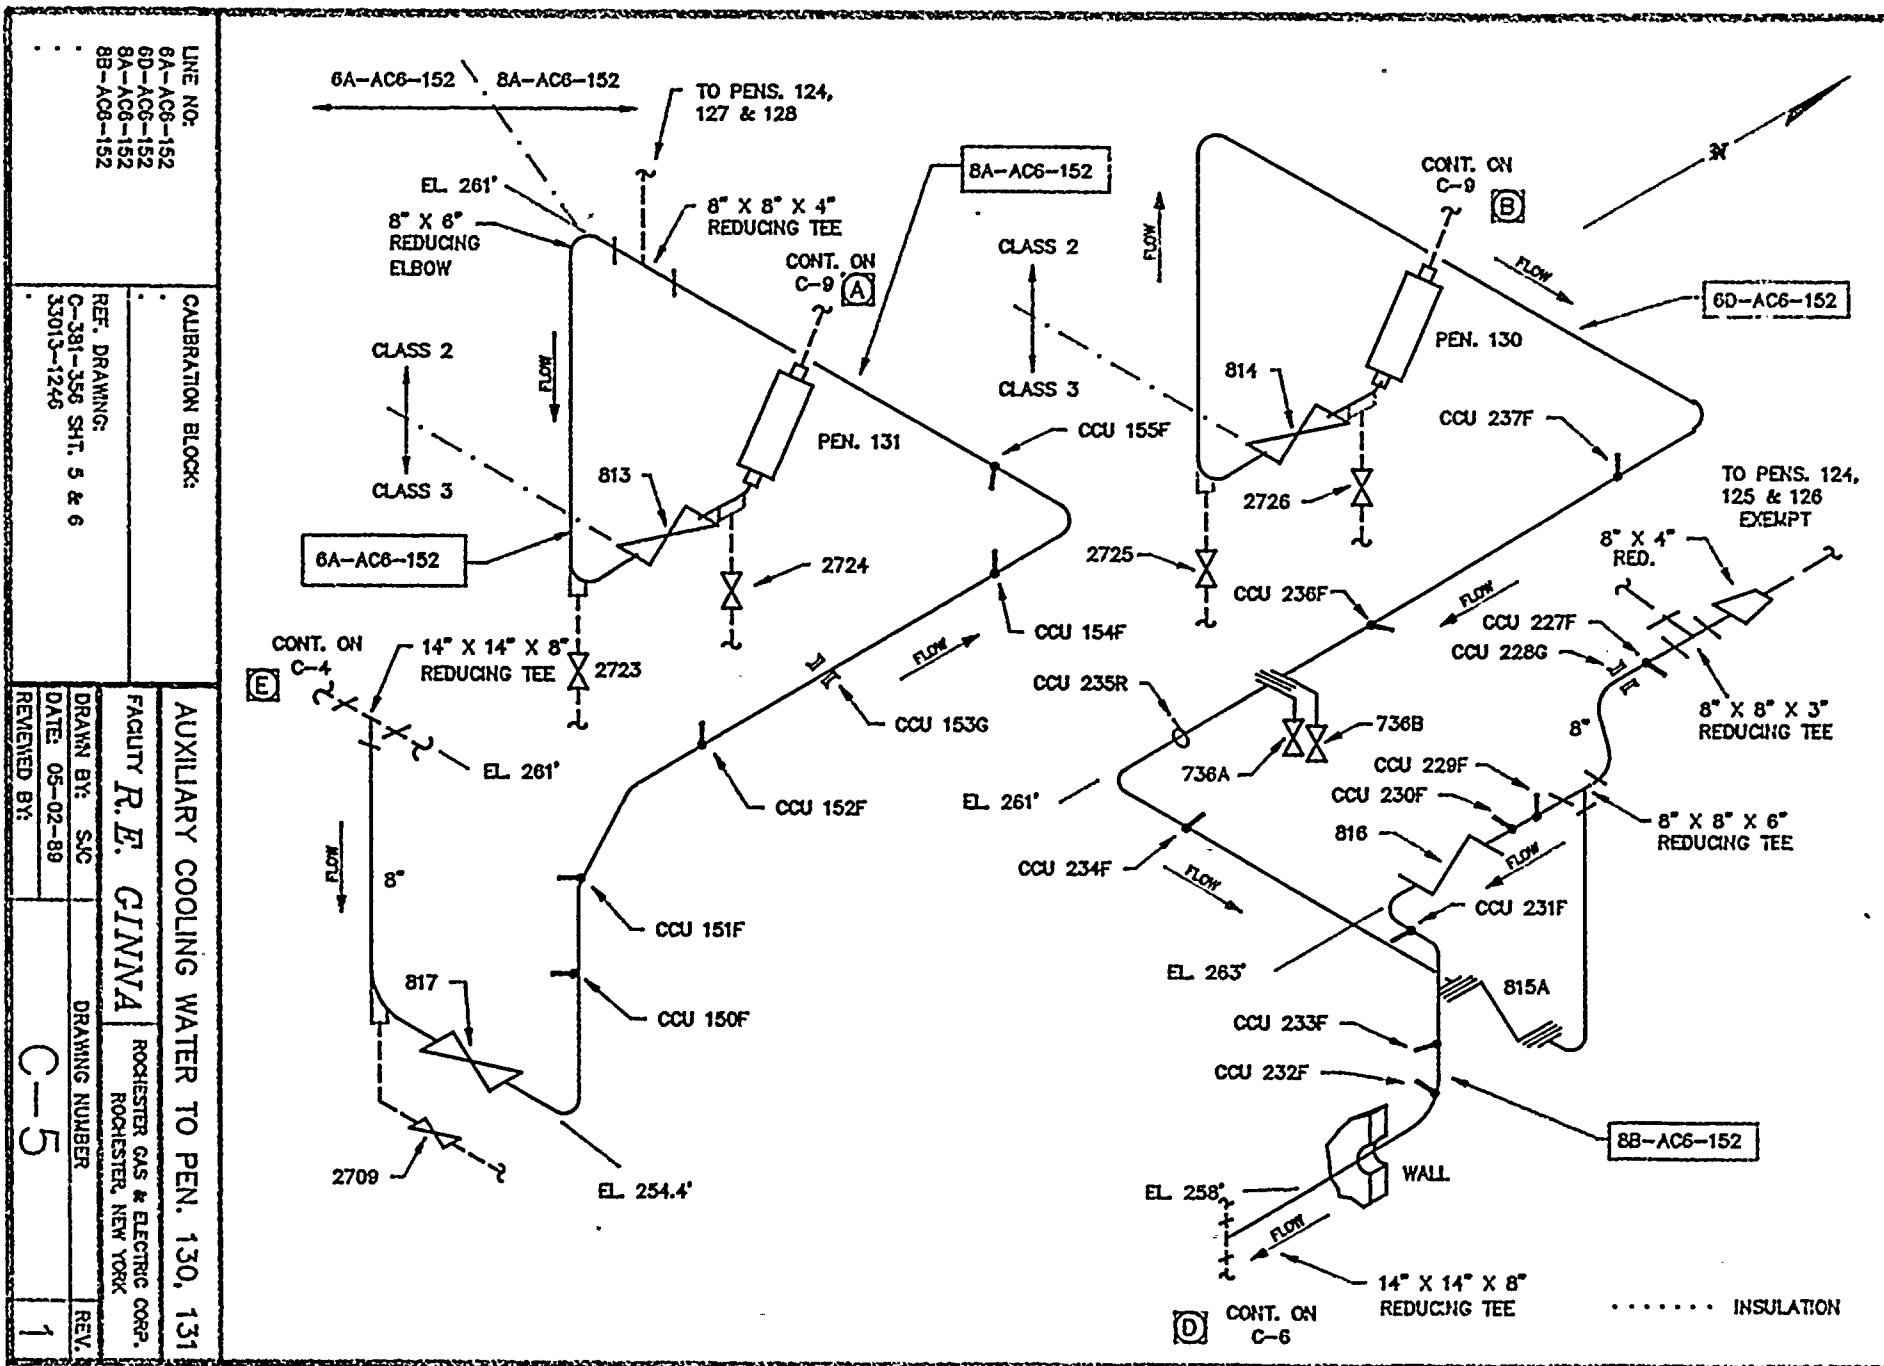 LINE NO:
6A-AC6-152
6D-AC6-152
8A-AC6-152
8B-AC6-152
CALIBRATION BLOCK:
REF. DRAWING:
C-381-356 SHT. 5 & 6
33013-1246
AUXILIARY COOLING WATER TO PEN. 130, 131
FACILITY R.E. GINNA
ROCHESTER GAS & ELECTRIC CORP.
ROCHESTER, NEW YORK
DRAWN BY: SJG
DATE: 05-02-89
REVIEWED BY:
DRAWING NUMBER
C-5
REV.
1
6A-AC6-152
8A-AC6-152
TO PENS. 124,
127 & 128
EL. 261'
8" X 6"
REDUCING
ELBOW
8" X 8" X 4"
REDUCING TEE
8A-AC6-152
CONT. ON
C-9 A
FLOW
CLASS 2
CLASS 3
PEN. 131
813
6A-AC6-152
2724
2723
CCU 155F
CCU 154F
FLOW
CCU 153G
CCU 152F
CCU 151F
CCU 150F
CONT. ON
C-4
E
14" X 14" X 8"
REDUCING TEE
EL. 261'
FLOW
8"
817
2709
EL. 254.4'
N
CONT. ON
C-9
B
FLOW
FLOW
6D-AC6-152
CLASS 2
CLASS 3
PEN. 130
814
2726
2725
CCU 237F
TO PENS. 124,
125 & 126
EXEMPT
8" X 4"
RED.
CCU 236F
FLOW
CCU 227F
CCU 228G
8" X 8" X 3"
REDUCING TEE
CCU 235R
736B
736A
8"
EL. 261'
CCU 229F
CCU 230F
816
8" X 8" X 6"
REDUCING TEE
FLOW
CCU 234F
FLOW
CCU 231F
EL. 263'
815A
CCU 233F
CCU 232F
8B-AC6-152
WALL
EL. 258'
FLOW
14" X 14" X 8"
REDUCING TEE
D
CONT. ON
C-6
INSULATION